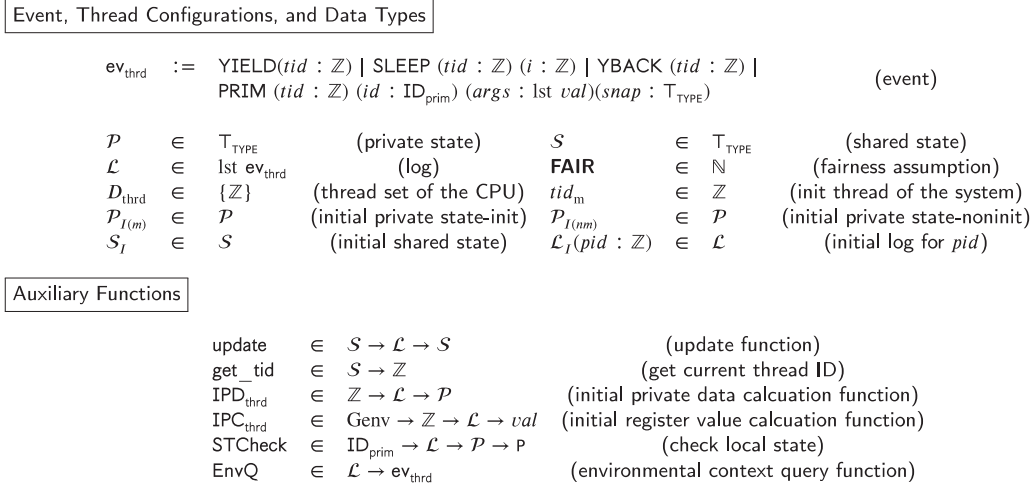 Event, Thread Configurations, and Data Types
ev_thrd := YIELD(tid : ℤ) | SLEEP (tid : ℤ) (i : ℤ) | YBACK (tid : ℤ) |
PRIM (tid : ℤ) (id : ID_prim) (args : lst val)(snap : T_TYPE) (event)
𝒫 ∈ T_TYPE (private state) 𝒮 ∈ T_TYPE (shared state)
ℒ ∈ lst ev_thrd (log) FAIR ∈ ℕ (fairness assumption)
D_thrd ∈ {ℤ} (thread set of the CPU) tid_m ∈ ℤ (init thread of the system)
𝒫_I(m) ∈ 𝒫 (initial private state-init) 𝒫_I(nm) ∈ 𝒫 (initial private state-noninit)
𝒮_I ∈ 𝒮 (initial shared state) ℒ_I(pid : ℤ) ∈ ℒ (initial log for pid)
Auxiliary Functions
update ∈ 𝒮 → ℒ → 𝒮 (update function)
get_tid ∈ 𝒮 → ℤ (get current thread ID)
IPD_thrd ∈ ℤ → ℒ → 𝒫 (initial private data calcuation function)
IPC_thrd ∈ Genv → ℤ → ℒ → val (initial register value calcuation function)
STCheck ∈ ID_prim → ℒ → 𝒫 → P (check local state)
EnvQ ∈ ℒ → ev_thrd (environmental context query function)